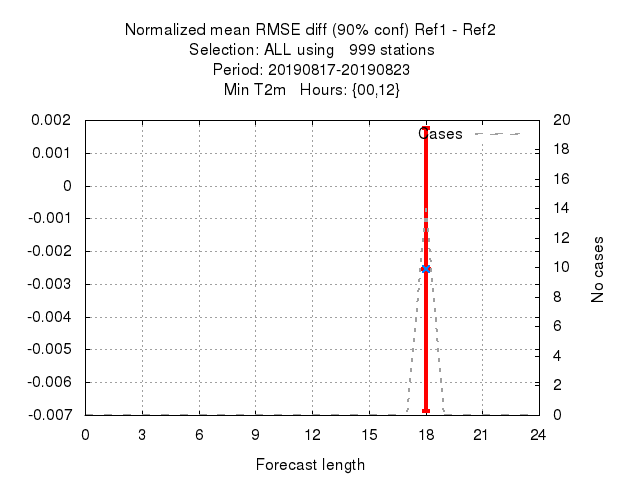 Normalized mean RMSE diff (90% conf) Ref1 - Ref2
Selection: ALL using   999 stations
Period: 20190817-20190823
Min T2m   Hours: {00,12}
Cases
0.002
0.001
0
-0.001
-0.002
-0.003
-0.004
-0.005
-0.006
-0.007
20
18
16
14
12
10
8
6
4
2
0
No cases
0 3 6 9 12 15 18 21 24
Forecast length